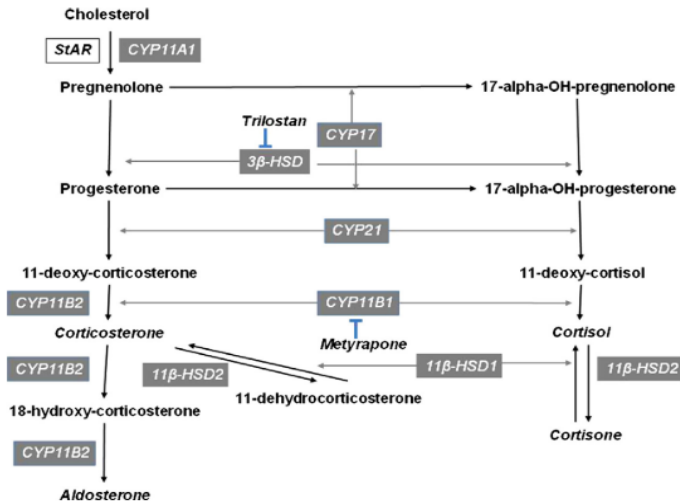 Cholesterol
StAR CYP11A1
Pregnenolone 17-alpha-OH-pregnenolone
Trilostan
CYP17
3β-HSD
Progesterone 17-alpha-OH-progesterone
CYP21
11-deoxy-corticosterone 11-deoxy-cortisol
CYP11B2 CYP11B1
Corticosterone Cortisol
Metyrapone
CYP11B2 11β-HSD2 11β-HSD1 11β-HSD2
11-dehydrocorticosterone
18-hydroxy-corticosterone
Cortisone
CYP11B2
Aldosterone